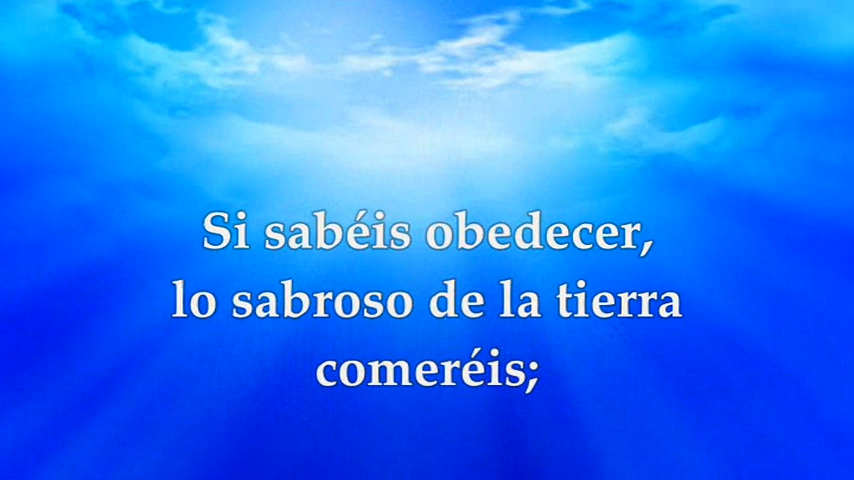 Si sabéis obedecer,
lo sabroso de la tierra
comeréis;